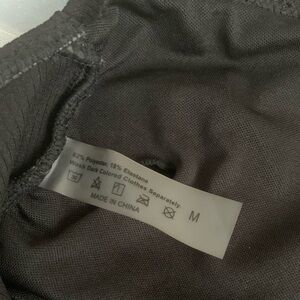 82% Polyester, 18% Elastane
Wash Dark Colored Clothes Separately
MADE IN CHINA
M